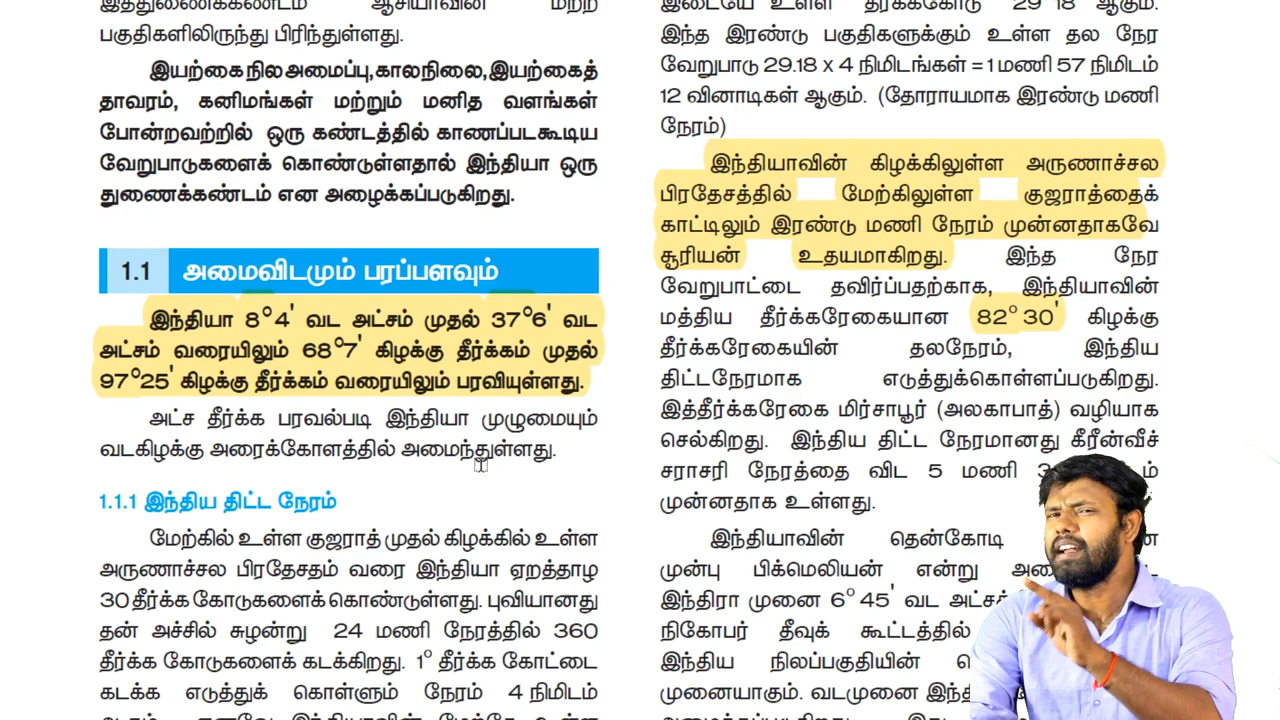 இத்துணைக்கண்டம் ஆசியாவின் மற்ற
பகுதிகளிலிருந்து பிரிந்துள்ளது.
இயற்கை நில அமைப்பு, காலநிலை, இயற்கைத்
தாவரம், கனிமங்கள் மற்றும் மனித வளங்கள்
போன்றவற்றில் ஒரு கண்டத்தில் காணப்படகூடிய
வேறுபாடுகளைக் கொண்டுள்ளதால் இந்தியா ஒரு
துணைக்கண்டம் என அழைக்கப்படுகிறது.
1.1 அமைவிடமும் பரப்பளவும்
இந்தியா 8°4' வட அட்சம் முதல் 37°6' வட
அட்சம் வரையிலும் 68°7' கிழக்கு தீர்க்கம் முதல்
97°25' கிழக்கு தீர்க்கம் வரையிலும் பரவியுள்ளது.
அட்ச தீர்க்க பரவல்படி இந்தியா முழுமையும்
வடகிழக்கு அரைக்கோளத்தில் அமைந்துள்ளது.
1.1.1 இந்திய திட்ட நேரம்
மேற்கில் உள்ள குஜராத் முதல் கிழக்கில் உள்ள
அருணாச்சல பிரதேசதம் வரை இந்தியா ஏறத்தாழ
30 தீர்க்க கோடுகளைக் கொண்டுள்ளது. புவியானது
தன் அச்சில் சுழன்று 24 மணி நேரத்தில் 360
தீர்க்க கோடுகளைக் கடக்கிறது. 1° தீர்க்க கோட்டை
கடக்க எடுத்துக் கொள்ளும் நேரம் 4 நிமிடம்
இடையே உள்ள தீர்க்ககோடு 29°18' ஆகும்.
இந்த இரண்டு பகுதிகளுக்கும் உள்ள தல நேர
வேறுபாடு 29.18 x 4 நிமிடங்கள் = 1 மணி 57 நிமிடம்
12 வினாடிகள் ஆகும். (தோராயமாக இரண்டு மணி
நேரம்)
இந்தியாவின் கிழக்கிலுள்ள அருணாச்சல
பிரதேசத்தில் மேற்கிலுள்ள குஜராத்தைக்
காட்டிலும் இரண்டு மணி நேரம் முன்னதாகவே
சூரியன் உதயமாகிறது. இந்த நேர
வேறுபாட்டை தவிர்ப்பதற்காக, இந்தியாவின்
மத்திய தீர்க்கரேகையான 82° 30' கிழக்கு
தீர்க்கரேகையின் தலநேரம், இந்திய
திட்டநேரமாக எடுத்துக்கொள்ளப்படுகிறது.
இத்தீர்க்கரேகை மிர்சாபூர் (அலகாபாத்) வழியாக
செல்கிறது. இந்திய திட்ட நேரமானது கிரீன்வீச்
சராசரி நேரத்தை விட 5 மணி
முன்னதாக உள்ளது.
இந்தியாவின் தென்கோடி
முன்பு பிக்மெலியன் என்று
இந்திரா முனை 6° 45' வட
நிகோபர் தீவுக் கூட்டத்தில்
இந்திய நிலப்பகுதியின்
முனையாகும். வடமுனை